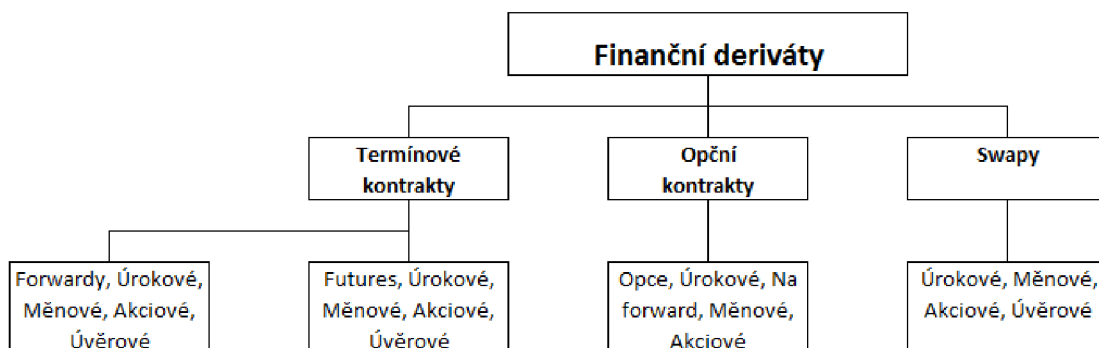 Finanční deriváty
Termínové
kontrakty
Opční
kontrakty
Swapy
Forwardy, Úrokové,
Měnové, Akciové,
Úvěrové
Futures, Úrokové,
Měnové, Akciové,
Úvěrové
Opce, Úrokové, Na
forward, Měnové,
Akciové
Úrokové, Měnové,
Akciové, Úvěrové